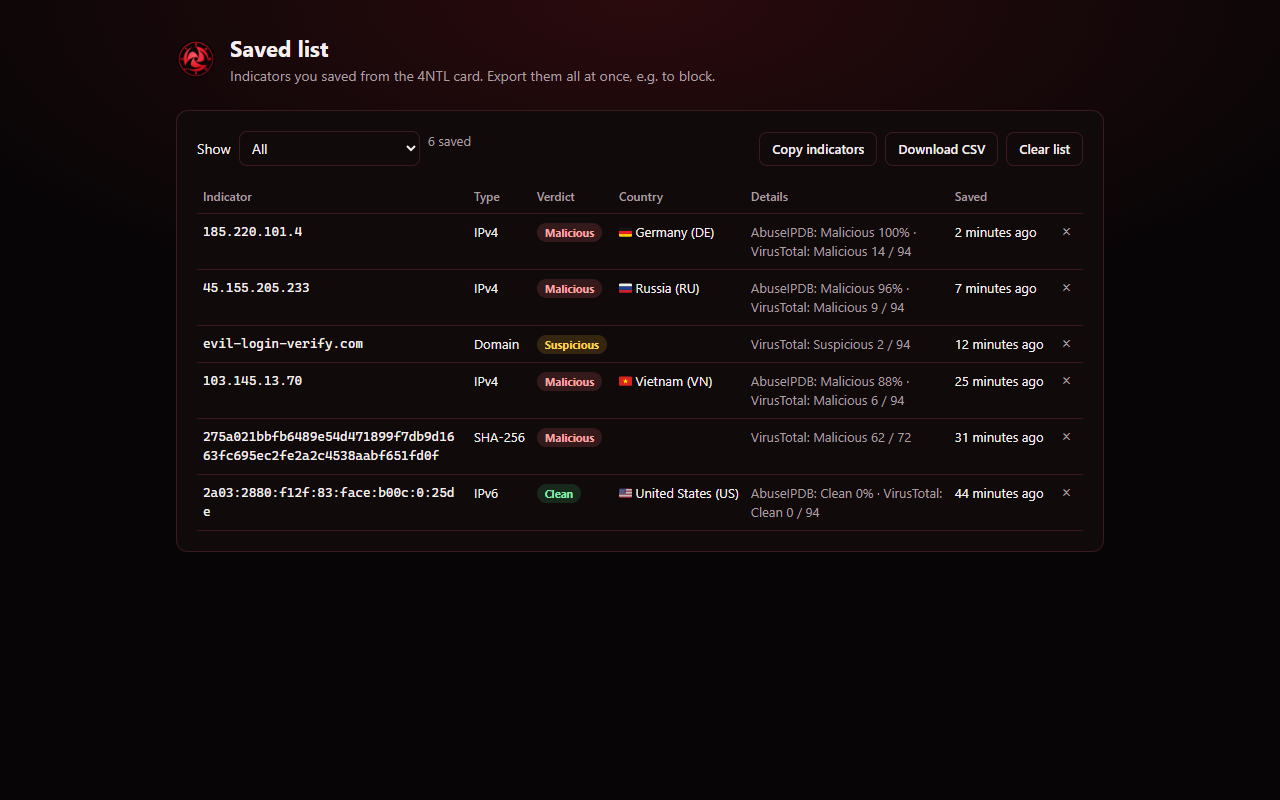 Saved list
Indicators you saved from the 4NTL card. Export them all at once, e.g. to block.
Show All 6 saved Copy indicators Download CSV Clear list
Indicator Type Verdict Country Details Saved
185.220.101.4 IPv4 Malicious Germany (DE) AbuseIPDB: Malicious 100% · 2 minutes ago ×
VirusTotal: Malicious 14 / 94
45.155.205.233 IPv4 Malicious Russia (RU) AbuseIPDB: Malicious 96% · 7 minutes ago ×
VirusTotal: Malicious 9 / 94
evil-login-verify.com Domain Suspicious VirusTotal: Suspicious 2 / 94 12 minutes ago ×
103.145.13.70 IPv4 Malicious Vietnam (VN) AbuseIPDB: Malicious 88% · 25 minutes ago ×
VirusTotal: Malicious 6 / 94
275a021bbfb6489e54d471899f7db9d16 SHA-256 Malicious VirusTotal: Malicious 62 / 72 31 minutes ago ×
63fc695ec2fe2a2c4538aabf651fd0f
2a03:2880:f12f:83:face:b00c:0:25d IPv6 Clean United States (US) AbuseIPDB: Clean 0% · VirusTotal: 44 minutes ago ×
e Clean 0 / 94